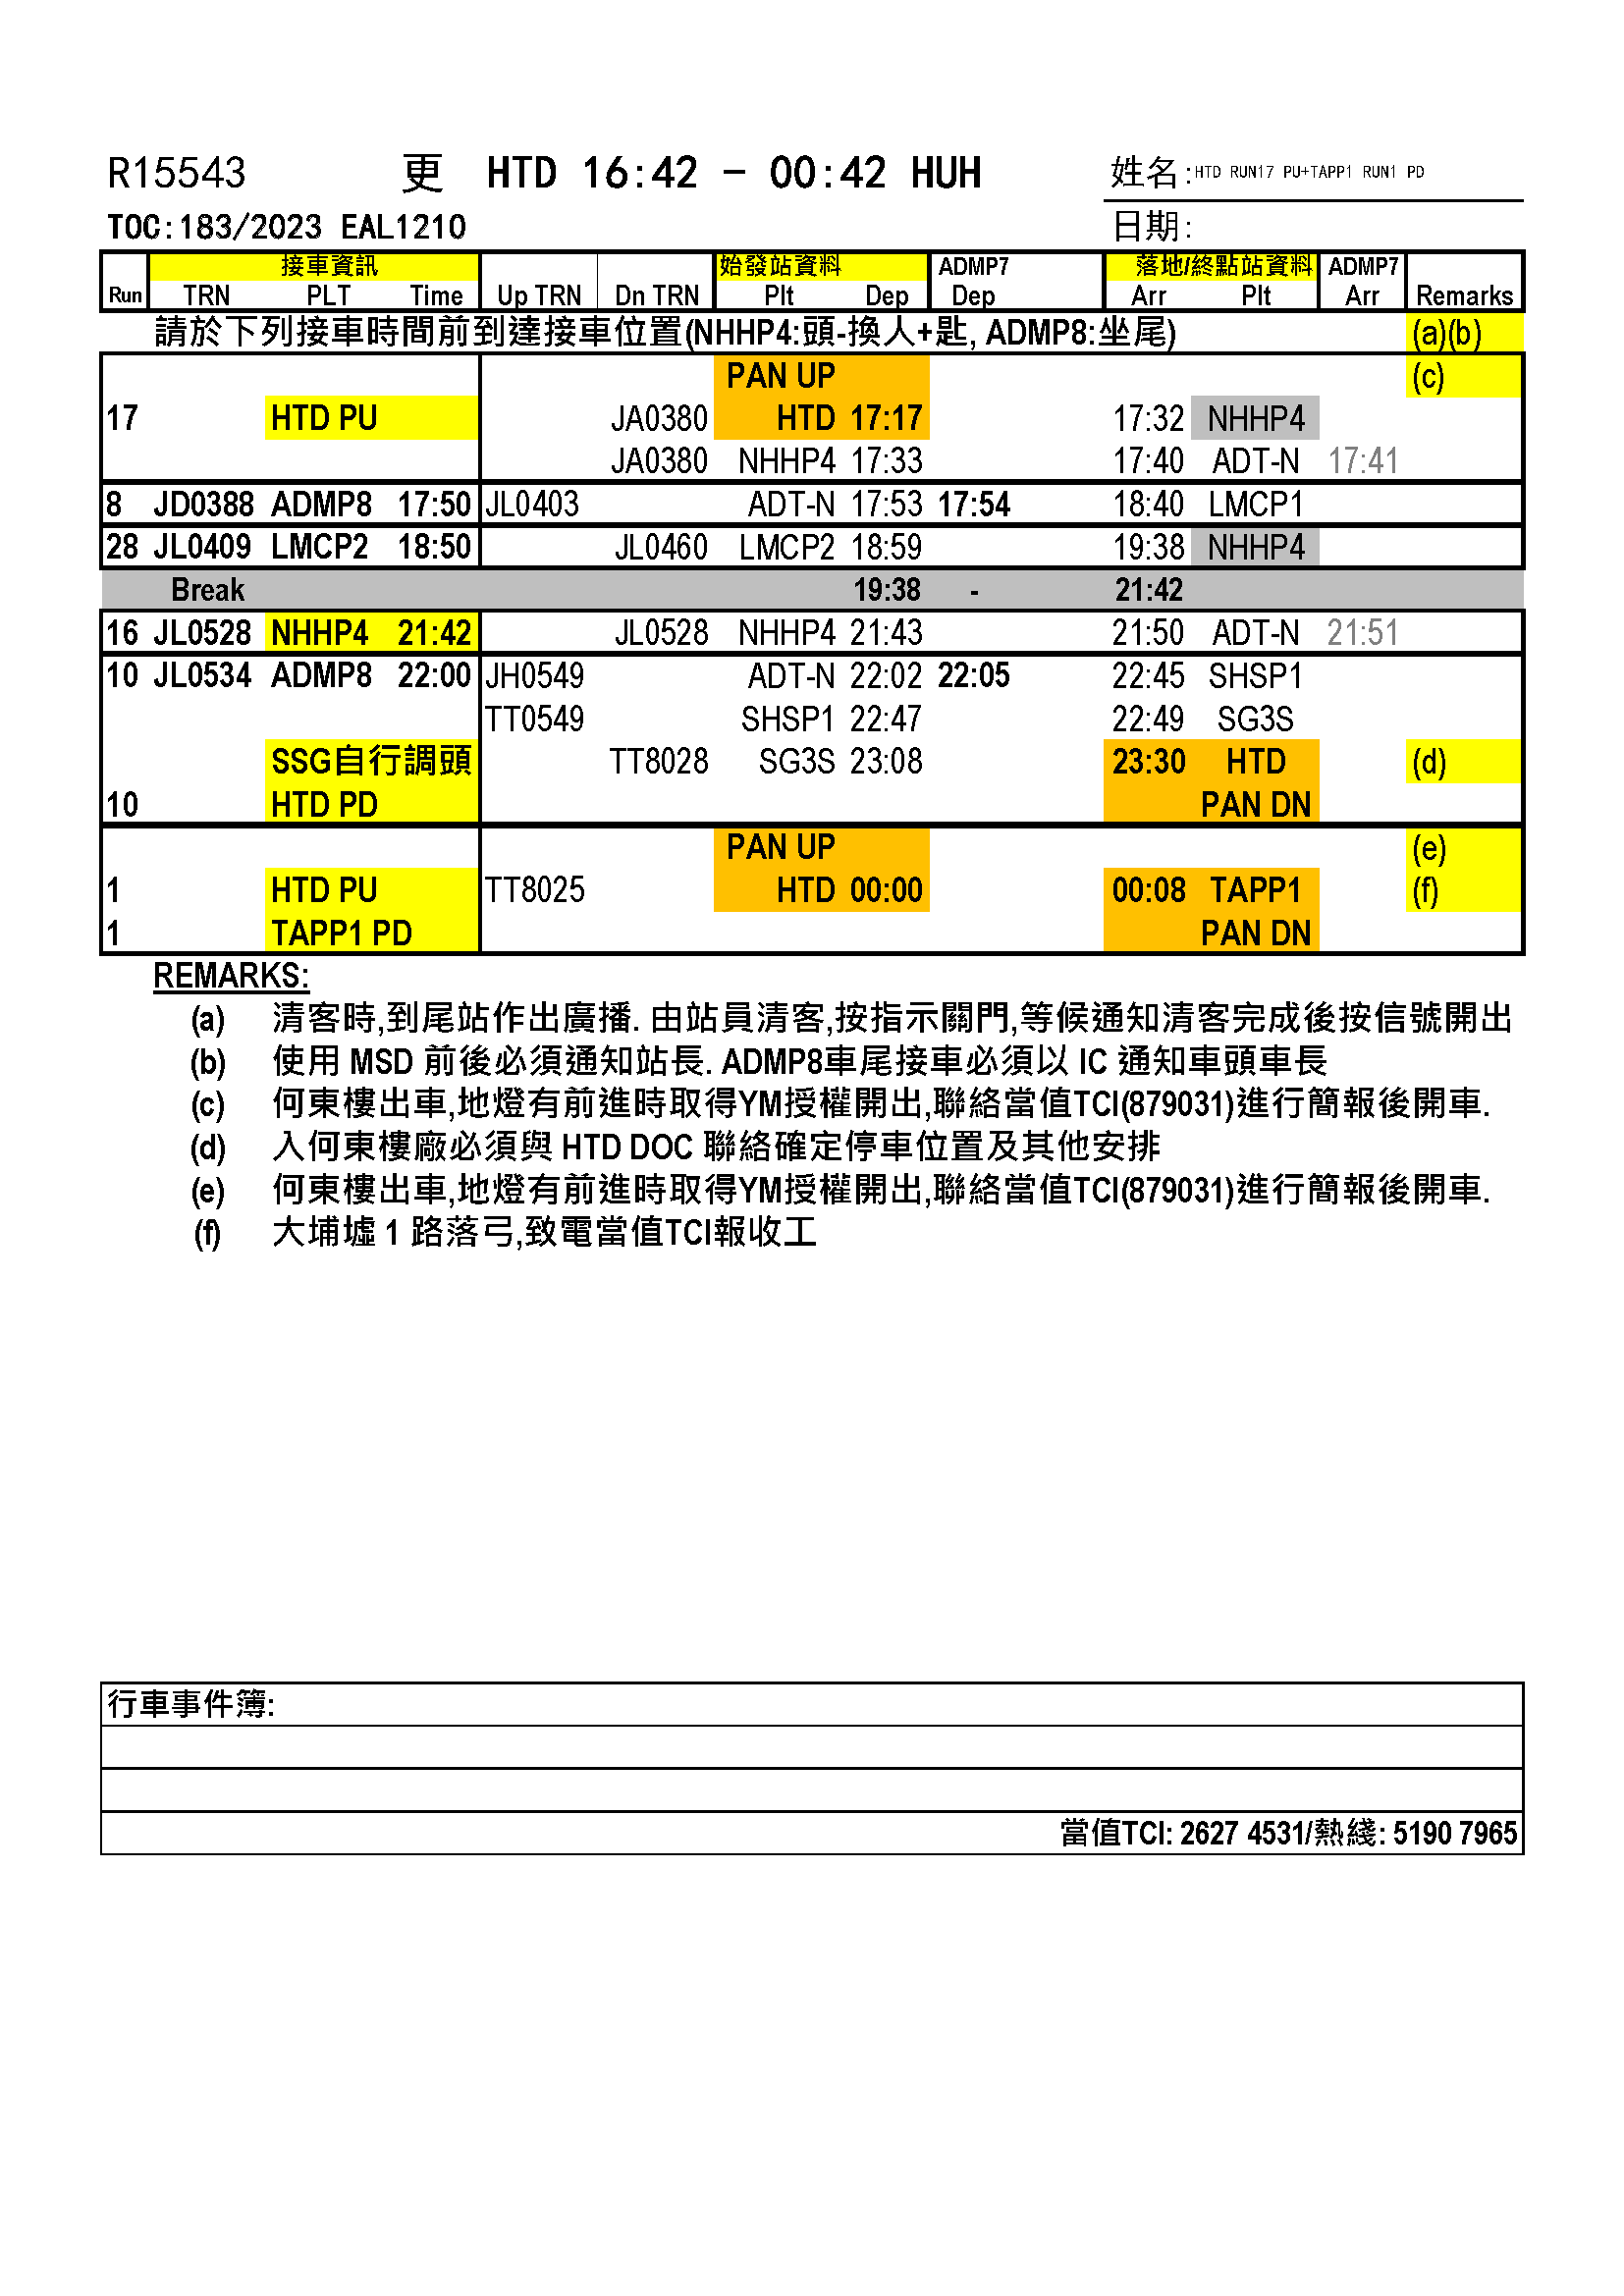 R15543 更 HTD 16:42 - 00:42 HUH 姓名:HTD RUN17 PU+TAPP1 RUN1 PD
TOC:183/2023 EAL1210 日期:
接車資訊 始發站資料 ADMP7 落地/終點站資料 ADMP7
Run TRN PLT Time Up TRN Dn TRN Plt Dep Dep Arr Plt Arr Remarks
請於下列接車時間前到達接車位置(NHHP4:頭-換人+匙, ADMP8:坐尾) (a)(b)
PAN UP (c)
17 HTD PU JA0380 HTD 17:17 17:32 NHHP4
JA0380 NHHP4 17:33 17:40 ADT-N 17:41
8 JD0388 ADMP8 17:50 JL0403 ADT-N 17:53 17:54 18:40 LMCP1
28 JL0409 LMCP2 18:50 JL0460 LMCP2 18:59 19:38 NHHP4
Break 19:38 - 21:42
16 JL0528 NHHP4 21:42 JL0528 NHHP4 21:43 21:50 ADT-N 21:51
10 JL0534 ADMP8 22:00 JH0549 ADT-N 22:02 22:05 22:45 SHSP1
TT0549 SHSP1 22:47 22:49 SG3S
SSG自行調頭 TT8028 SG3S 23:08 23:30 HTD (d)
10 HTD PD PAN DN
PAN UP (e)
1 HTD PU TT8025 HTD 00:00 00:08 TAPP1 (f)
1 TAPP1 PD PAN DN
REMARKS:
(a) 清客時,到尾站作出廣播. 由站員清客,按指示關門,等候通知清客完成後按信號開出
(b) 使用 MSD 前後必須通知站長. ADMP8車尾接車必須以 IC 通知車頭車長
(c) 何東樓出車,地燈有前進時取得YM授權開出,聯絡當值TCI(879031)進行簡報後開車.
(d) 入何東樓廠必須與 HTD DOC 聯絡確定停車位置及其他安排
(e) 何東樓出車,地燈有前進時取得YM授權開出,聯絡當值TCI(879031)進行簡報後開車.
(f) 大埔墟 1 路落弓,致電當值TCI報收工
行車事件簿:
當值TCI: 2627 4531/熱綫: 5190 7965